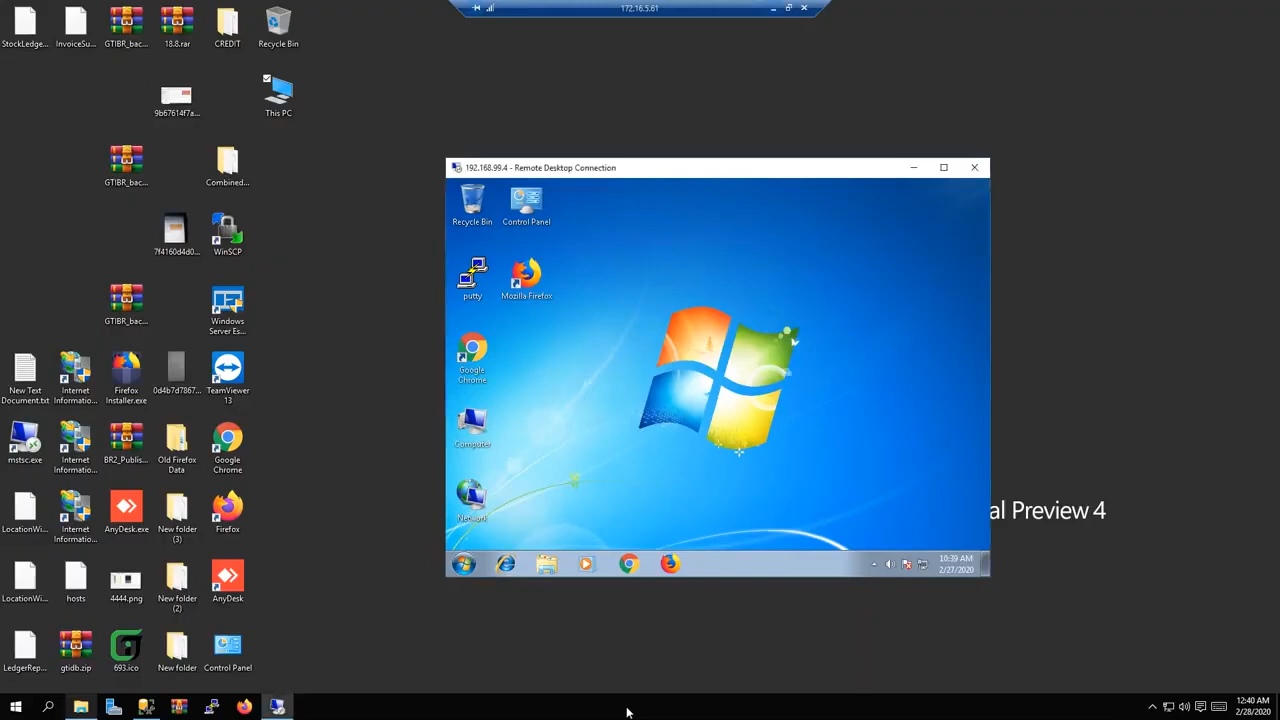 172.16.5.61
StockLedge...
InvoiceSu...
GTIBR_bac...
18.8.rar
CREDIT
Recycle Bin
9b67614f7a...
This PC
GTIBR_bac...
Combined...
7f4160d4d0...
WinSCP
GTIBR_bac...
Windows
Server Es...
New Text
Document.txt
Internet
Informatio...
Firefox
Installer.exe
0d4b7d7867...
TeamViewer
13
mstsc.exe
Internet
Informatio...
BR2_Publis...
Old Firefox
Data
Google
Chrome
LocationWi...
Internet
Informatio...
AnyDesk.exe
New folder
(3)
Firefox
LocationWi...
hosts
4444.png
New folder
(2)
AnyDesk
LedgerRep...
gtidb.zip
693.ico
New folder
Control Panel
192.168.99.4 - Remote Desktop Connection
Recycle Bin
Control Panel
putty
Mozilla Firefox
Google
Chrome
Computer
Network
10:39 AM
2/27/2020
al Preview 4
12:40 AM
2/28/2020